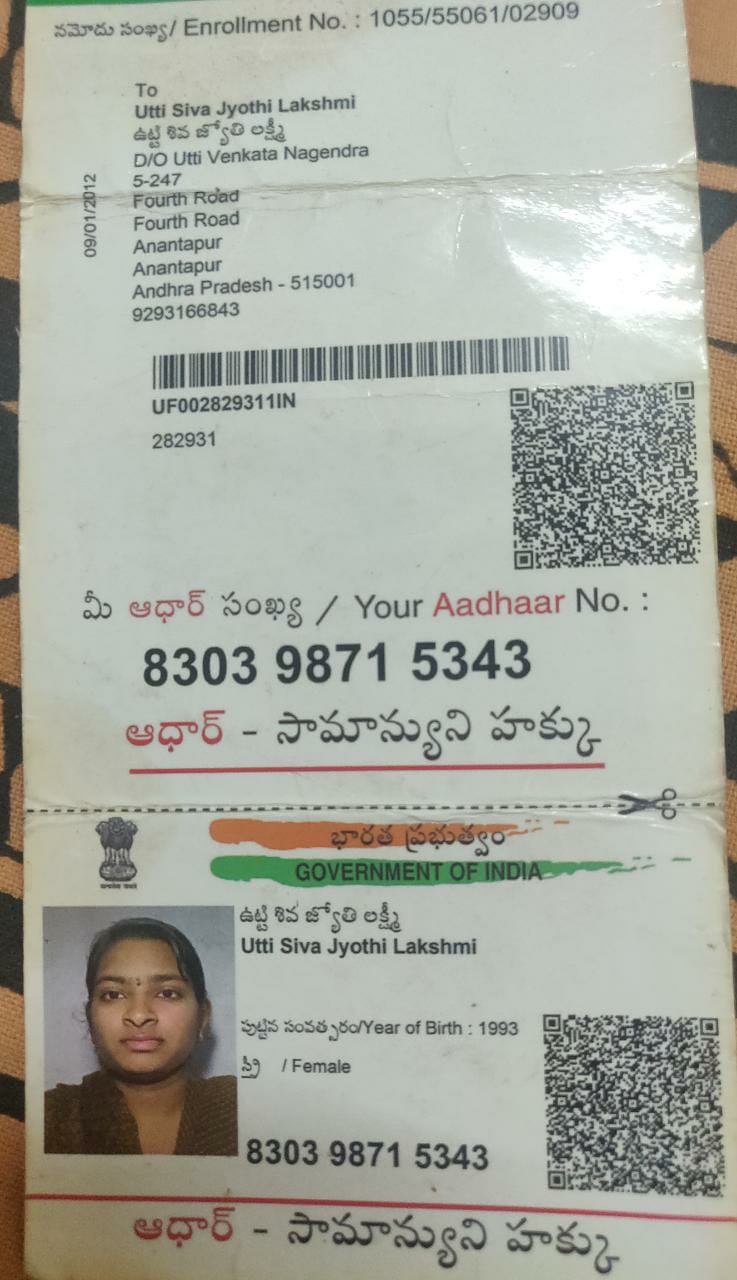 నమోదు సంఖ్య/ Enrollment No. : 1055/55061/02909
To
Utti Siva Jyothi Lakshmi
ఉట్టి శివ జ్యోతి లక్ష్మీ
D/O Utti Venkata Nagendra
5-247
Fourth Road
Fourth Road
Anantapur
Anantapur
Andhra Pradesh - 515001
9293166843
09/01/2012
UF002829311IN
282931
మీ ఆధార్ సంఖ్య / Your Aadhaar No. :
8303 9871 5343
ఆధార్ - సామాన్యుని హక్కు
భారత ప్రభుత్వం
GOVERNMENT OF INDIA
ఉట్టి శివ జ్యోతి లక్ష్మీ
Utti Siva Jyothi Lakshmi
పుట్టిన సంవత్సరం/Year of Birth : 1993
స్త్రీ / Female
8303 9871 5343
ఆధార్ - సామాన్యుని హక్కు